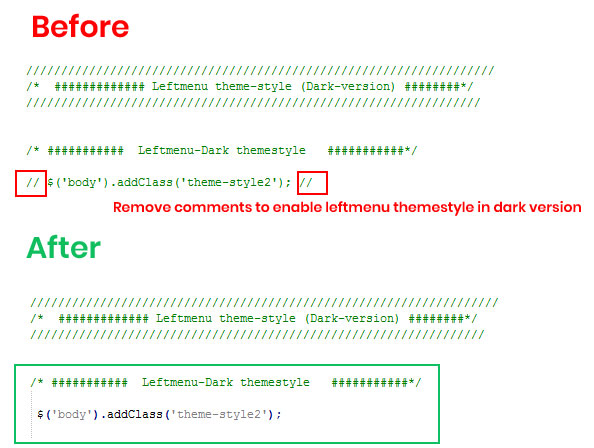 Before
///////////////////////////////////////////////////////////////////
/*  ############# Leftmenu theme-style (Dark-version) ########*/
/////////////////////////////////////////////////////////////////
/* ###########  Leftmenu-Dark themestyle   ###########*/
// $('body').addClass('theme-style2'); //
Remove comments to enable leftmenu themestyle in dark version
After
///////////////////////////////////////////////////////////////////
/*  ############# Leftmenu theme-style (Dark-version) ########*/
/////////////////////////////////////////////////////////////////
/* ###########  Leftmenu-Dark themestyle   ###########*/
$('body').addClass('theme-style2');